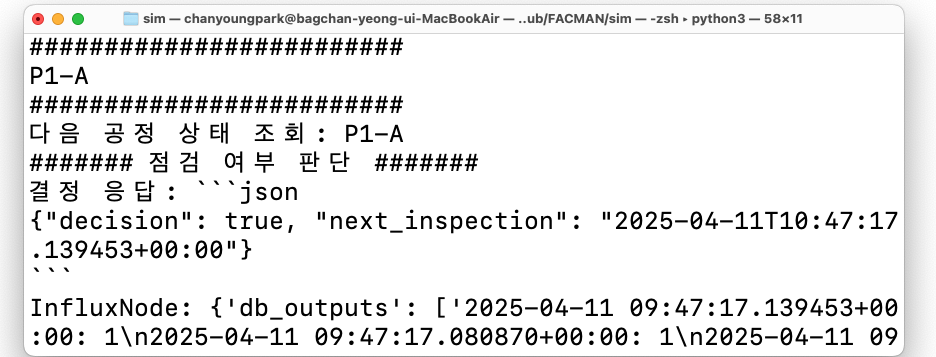 sim — chanyoungpark@bagchan-yeong-ui-MacBookAir — ..ub/FACMAN/sim — -zsh ▸ python3 — 58×11
#########################
P1-A
#########################
다음 공정 상태 조회: P1-A
####### 점검 여부 판단 #######
결정 응답: ```json
{"decision": true, "next_inspection": "2025-04-11T10:47:17
.139453+00:00"}
```
InfluxNode: {'db_outputs': ['2025-04-11 09:47:17.139453+00
:00: 1\n2025-04-11 09:47:17.080870+00:00: 1\n2025-04-11 09